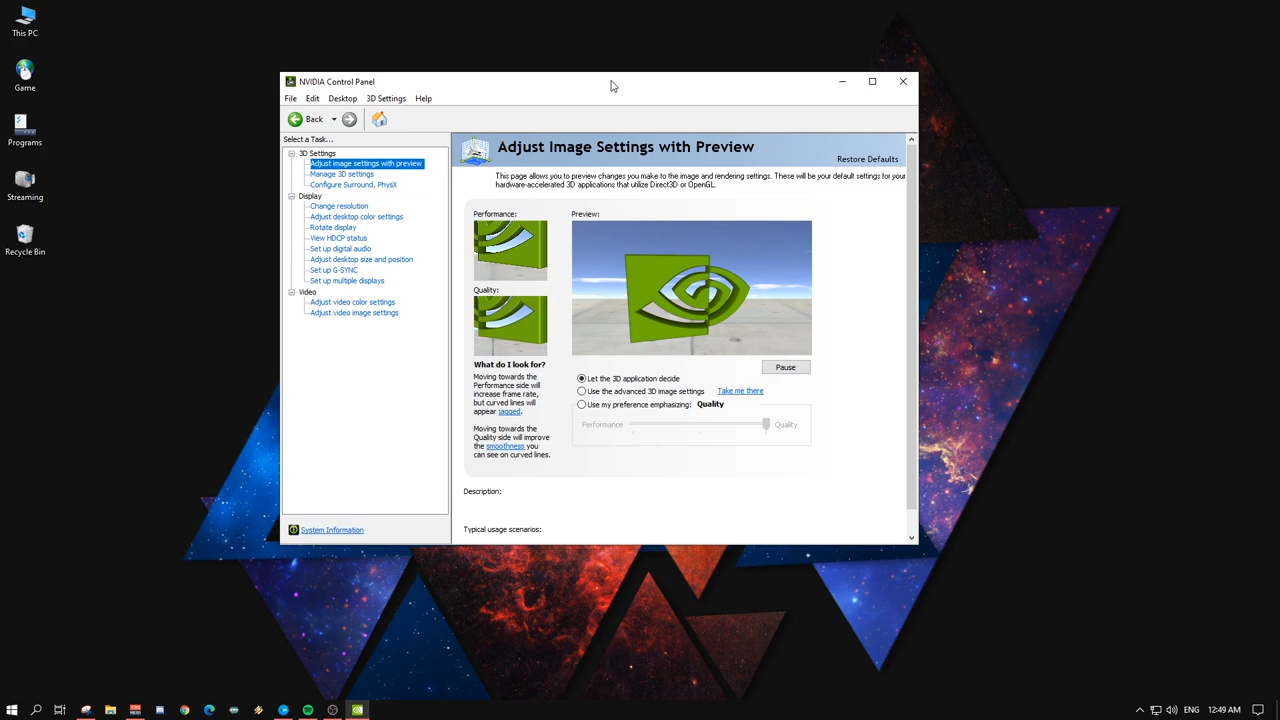 This PC
Game
Programs
Streaming
Recycle Bin
NVIDIA Control Panel
File Edit Desktop 3D Settings Help
Back
Select a Task...
3D Settings
Adjust image settings with preview
Manage 3D settings
Configure Surround, PhysX
Display
Change resolution
Adjust desktop color settings
Rotate display
View HDCP status
Set up digital audio
Adjust desktop size and position
Set up G-SYNC
Set up multiple displays
Video
Adjust video color settings
Adjust video image settings
System Information
Adjust Image Settings with Preview
Restore Defaults
This page allows you to preview changes you make to the image and rendering settings. These will be your default settings for your
hardware-accelerated 3D applications that utilize Direct3D or OpenGL.
Performance:
Quality:
What do I look for?
Moving towards the
Performance side will
increase frame rate,
but curved lines will
appear jagged.
Moving towards the
Quality side will improve
the smoothness you
can see on curved lines.
Preview:
Pause
Let the 3D application decide
Use the advanced 3D image settings Take me there
Use my preference emphasizing: Quality
Performance Quality
Description:
Typical usage scenarios:
ENG 12:49 AM